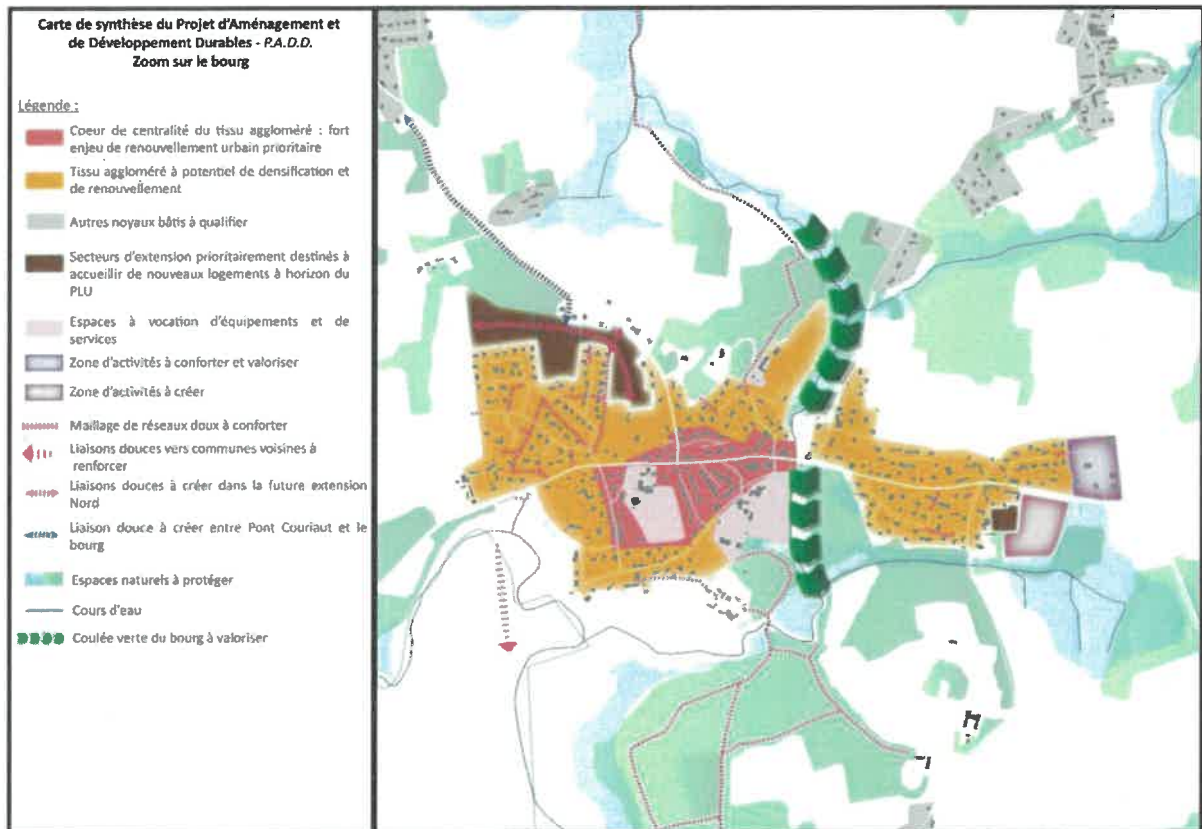 Carte de synthèse du Projet d'Aménagement et
de Développement Durables - P.A.D.D.
Zoom sur le bourg
Légende :
Coeur de centralité du tissu aggloméré : fort
enjeu de renouvellement urbain prioritaire
Tissu aggloméré à potentiel de densification et
de renouvellement
Autres noyaux bâtis à qualifier
Secteurs d'extension prioritairement destinés à
accueillir de nouveaux logements à horizon du
PLU
Espaces à vocation d'équipements et de
services
Zone d'activités à conforter et valoriser
Zone d'activités à créer
Maillage de réseaux doux à conforter
Liaisons douces vers communes voisines à
renforcer
Liaisons douces à créer dans la future extension
Nord
Liaison douce à créer entre Pont Couriaut et le
bourg
Espaces naturels à protéger
Cours d'eau
Coulée verte du bourg à valoriser